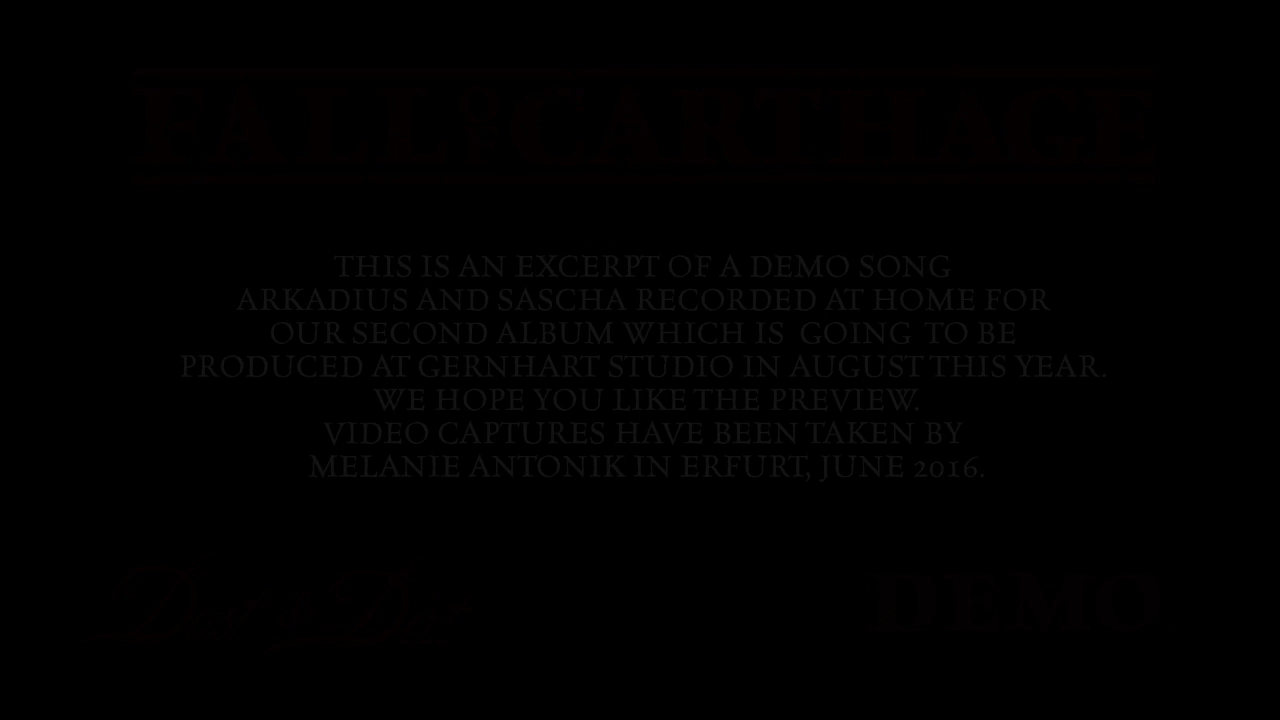 FALL OF CARTHAGE
THIS IS AN EXCERPT OF A DEMO SONG
ARKADIUS AND SASCHA RECORDED AT HOME FOR
OUR SECOND ALBUM WHICH IS GOING TO BE
PRODUCED AT GERNHART STUDIO IN AUGUST THIS YEAR.
WE HOPE YOU LIKE THE PREVIEW.
VIDEO CAPTURES HAVE BEEN TAKEN BY
MELANIE ANTONIK IN ERFURT, JUNE 2016.
Dust & Dirt
DEMO